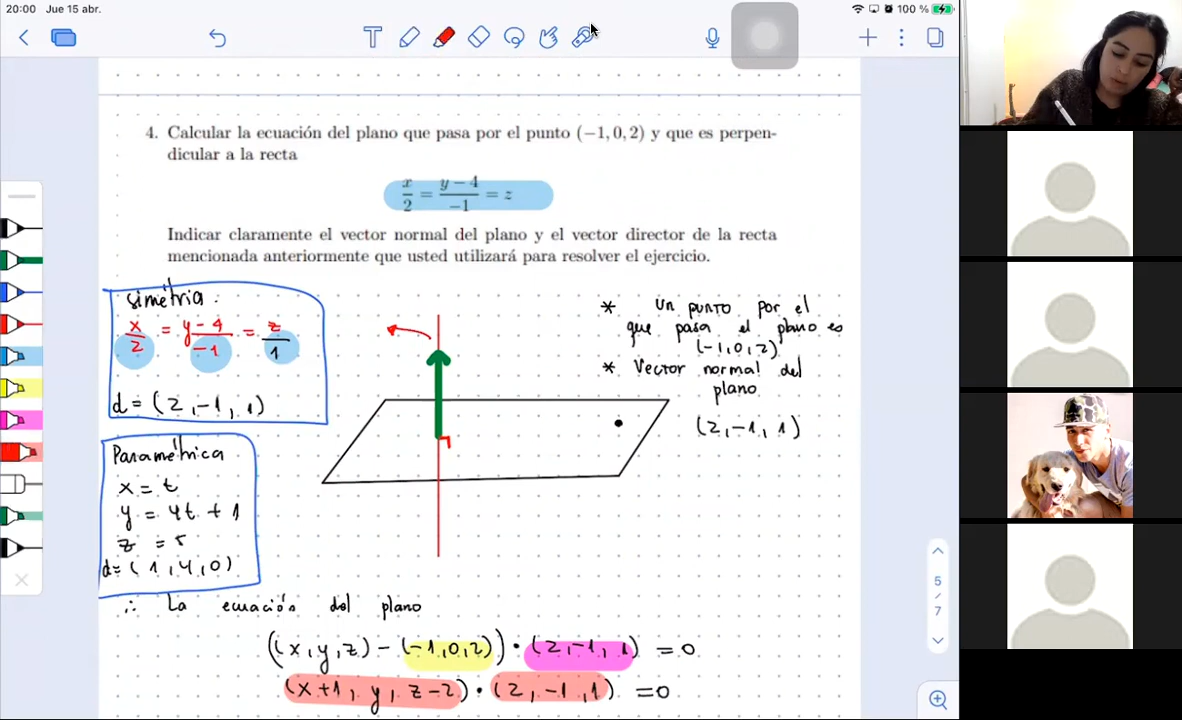 20:00 Jue 15 abr.
100 %
4. Calcular la ecuación del plano que pasa por el punto (−1, 0, 2) y que es perpen-
dicular a la recta
x/2 = (y − 4)/−1 = z
Indicar claramente el vector normal del plano y el vector director de la recta
mencionada anteriormente que usted utilizará para resolver el ejercicio.
simétria.
x/2 = y−4/−1 = z/1
d = (2, −1, 1)
Paramétrica
x = t
y = 4t + 1
z = 5
d = (1, 4, 0)
* Un punto por el
que pasa el plano es
(−1, 0, 2)
* Vector normal del
plano
(2, −1, 1)
∴ La ecuación del plano
((x, y, z) − (−1, 0, 2)) • (2, −1, 1) = 0
(x+1, y, z−2) • (2, −1, 1) = 0
5
/
7